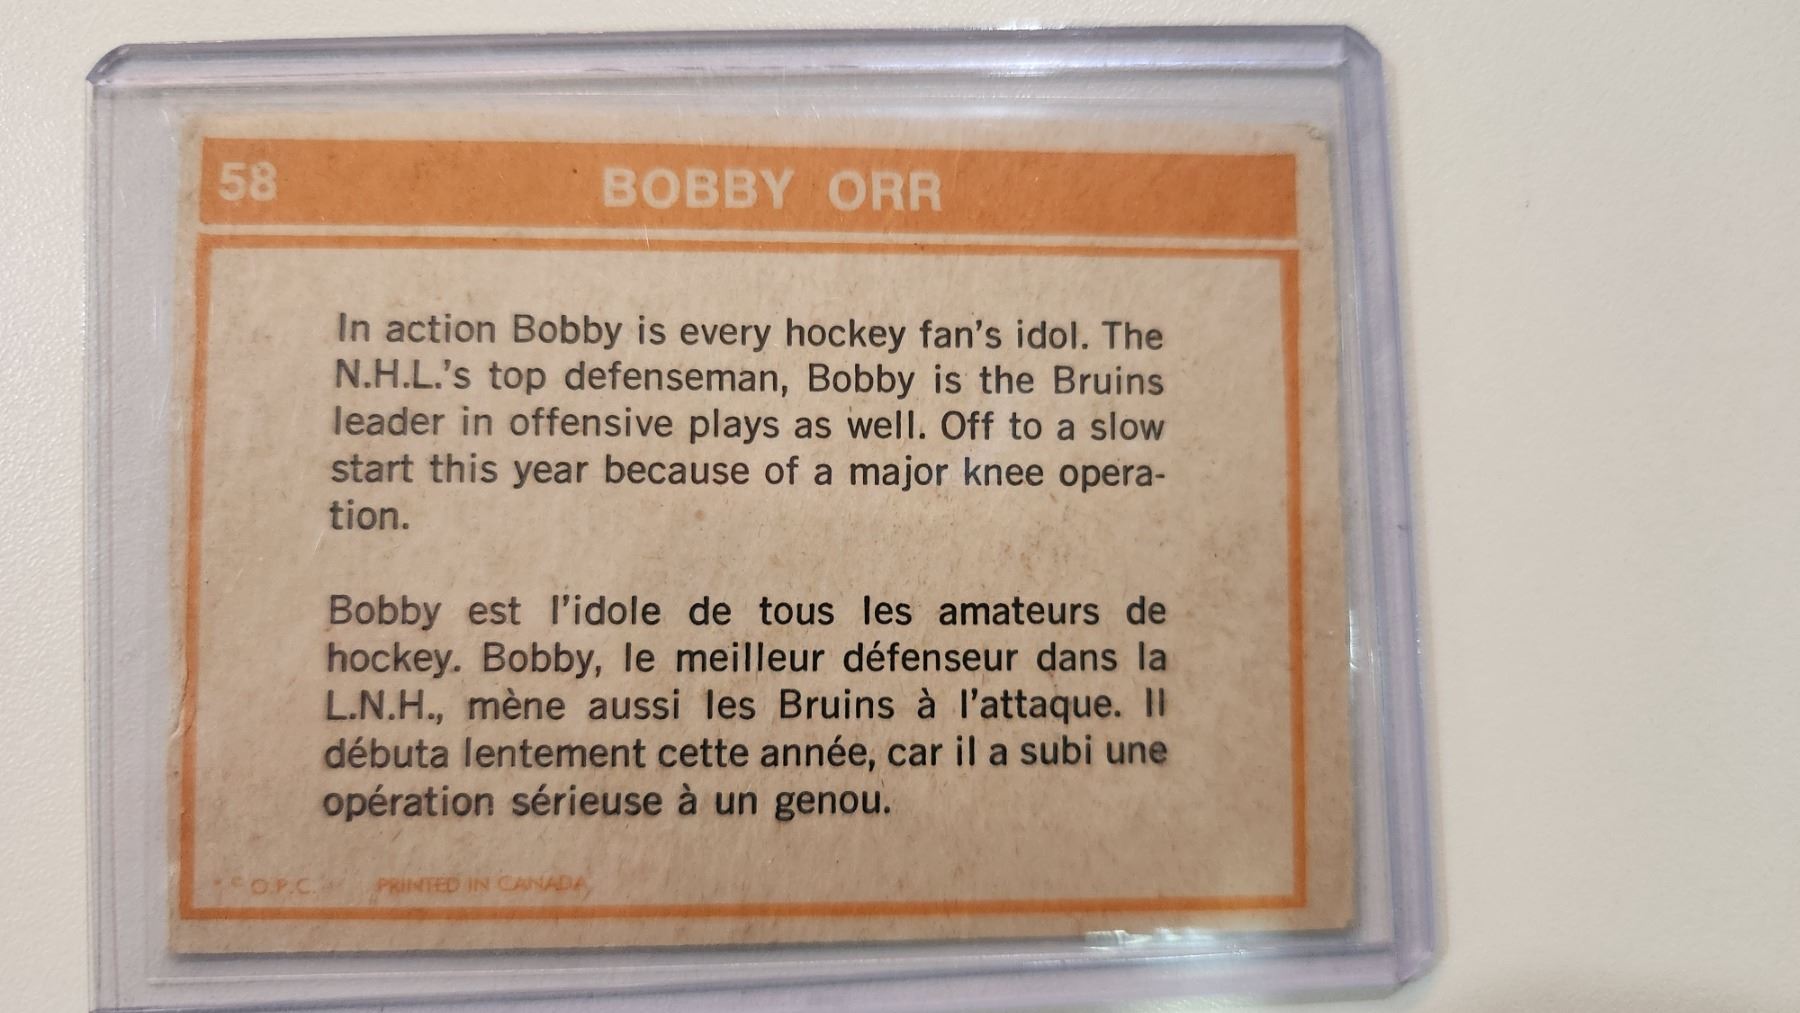 58 BOBBY ORR
In action Bobby is every hockey fan's idol. The
N.H.L.'s top defenseman, Bobby is the Bruins
leader in offensive plays as well. Off to a slow
start this year because of a major knee opera-
tion.
Bobby est l'idole de tous les amateurs de
hockey. Bobby, le meilleur défenseur dans la
L.N.H., mène aussi les Bruins à l'attaque. Il
débuta lentement cette année, car il a subi une
opération sérieuse à un genou.
* © O.P.C. PRINTED IN CANADA